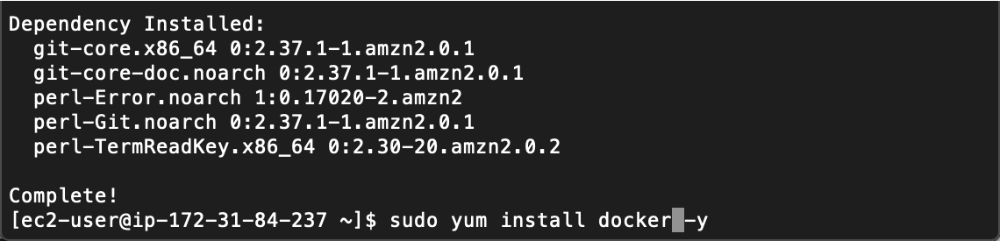 Dependency Installed:
  git-core.x86_64 0:2.37.1-1.amzn2.0.1
  git-core-doc.noarch 0:2.37.1-1.amzn2.0.1
  perl-Error.noarch 1:0.17020-2.amzn2
  perl-Git.noarch 0:2.37.1-1.amzn2.0.1
  perl-TermReadKey.x86_64 0:2.30-20.amzn2.0.2
Complete!
[ec2-user@ip-172-31-84-237 ~]$ sudo yum install docker -y